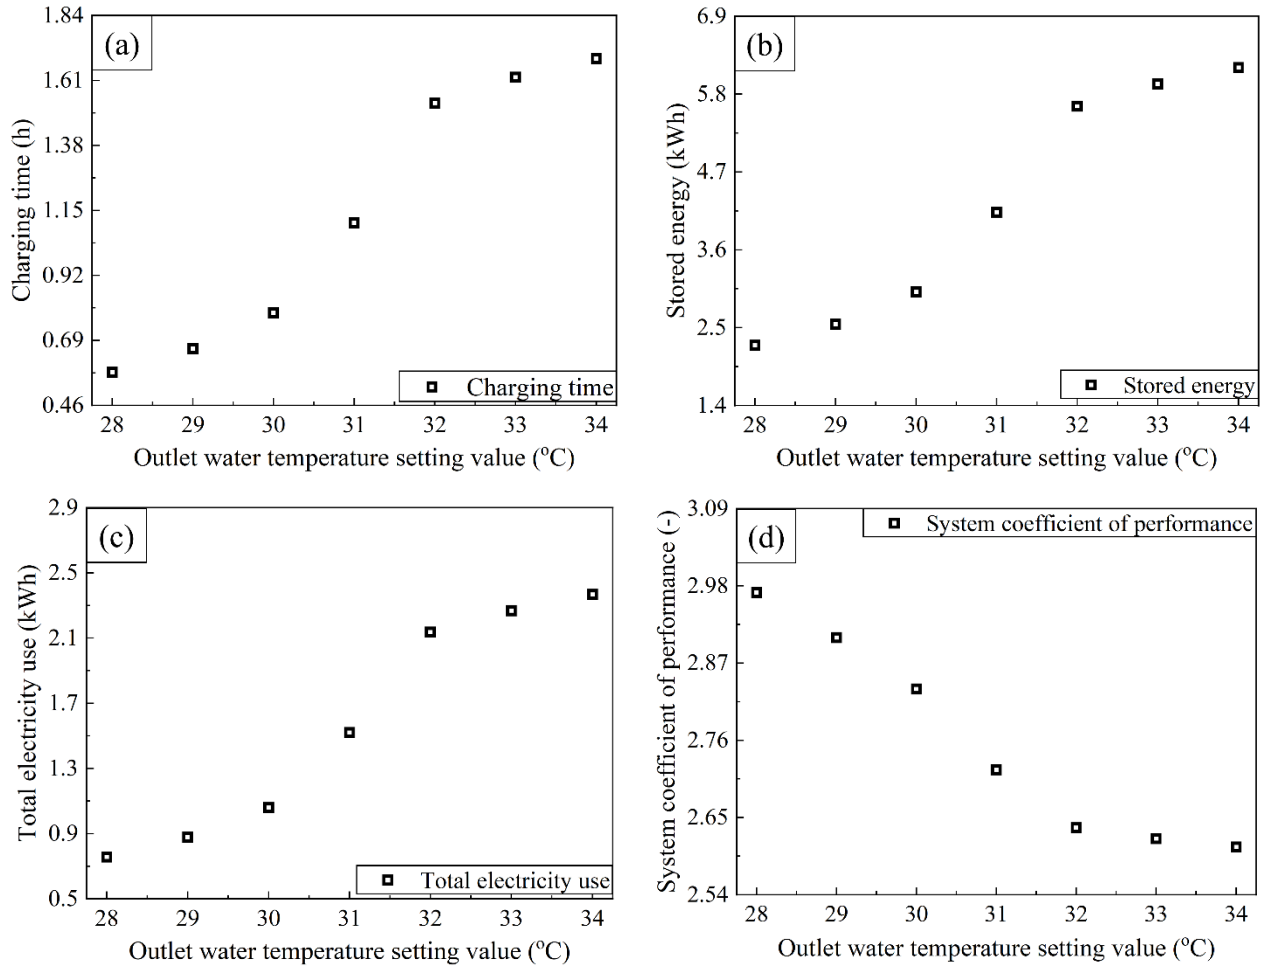 (a)
1.84
1.61
1.38
1.15
0.92
0.69
0.46
Charging time (h)
Charging time
28 29 30 31 32 33 34
Outlet water temperature setting value (°C)
(b)
6.9
5.8
4.7
3.6
2.5
1.4
Stored energy (kWh)
Stored energy
28 29 30 31 32 33 34
Outlet water temperature setting value (°C)
(c)
2.9
2.5
2.1
1.7
1.3
0.9
0.5
Total electricity use (kWh)
Total electricity use
28 29 30 31 32 33 34
Outlet water temperature setting value (°C)
(d)
3.09
2.98
2.87
2.76
2.65
2.54
System coefficient of performance (-)
System coefficient of performance
28 29 30 31 32 33 34
Outlet water temperature setting value (°C)